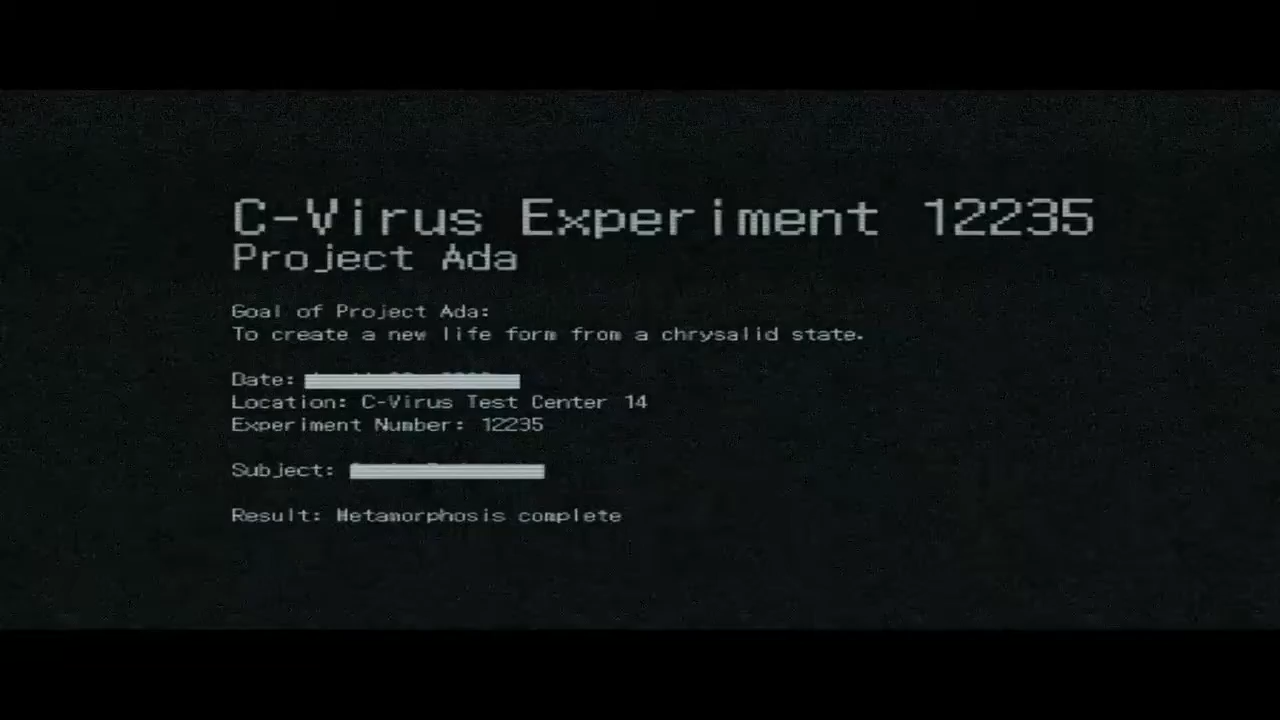 C-Virus Experiment 12235
Project Ada
Goal of Project Ada:
To create a new life form from a chrysalid state.
Date:
Location: C-Virus Test Center 14
Experiment Number: 12235
Subject:
Result: Metamorphosis complete